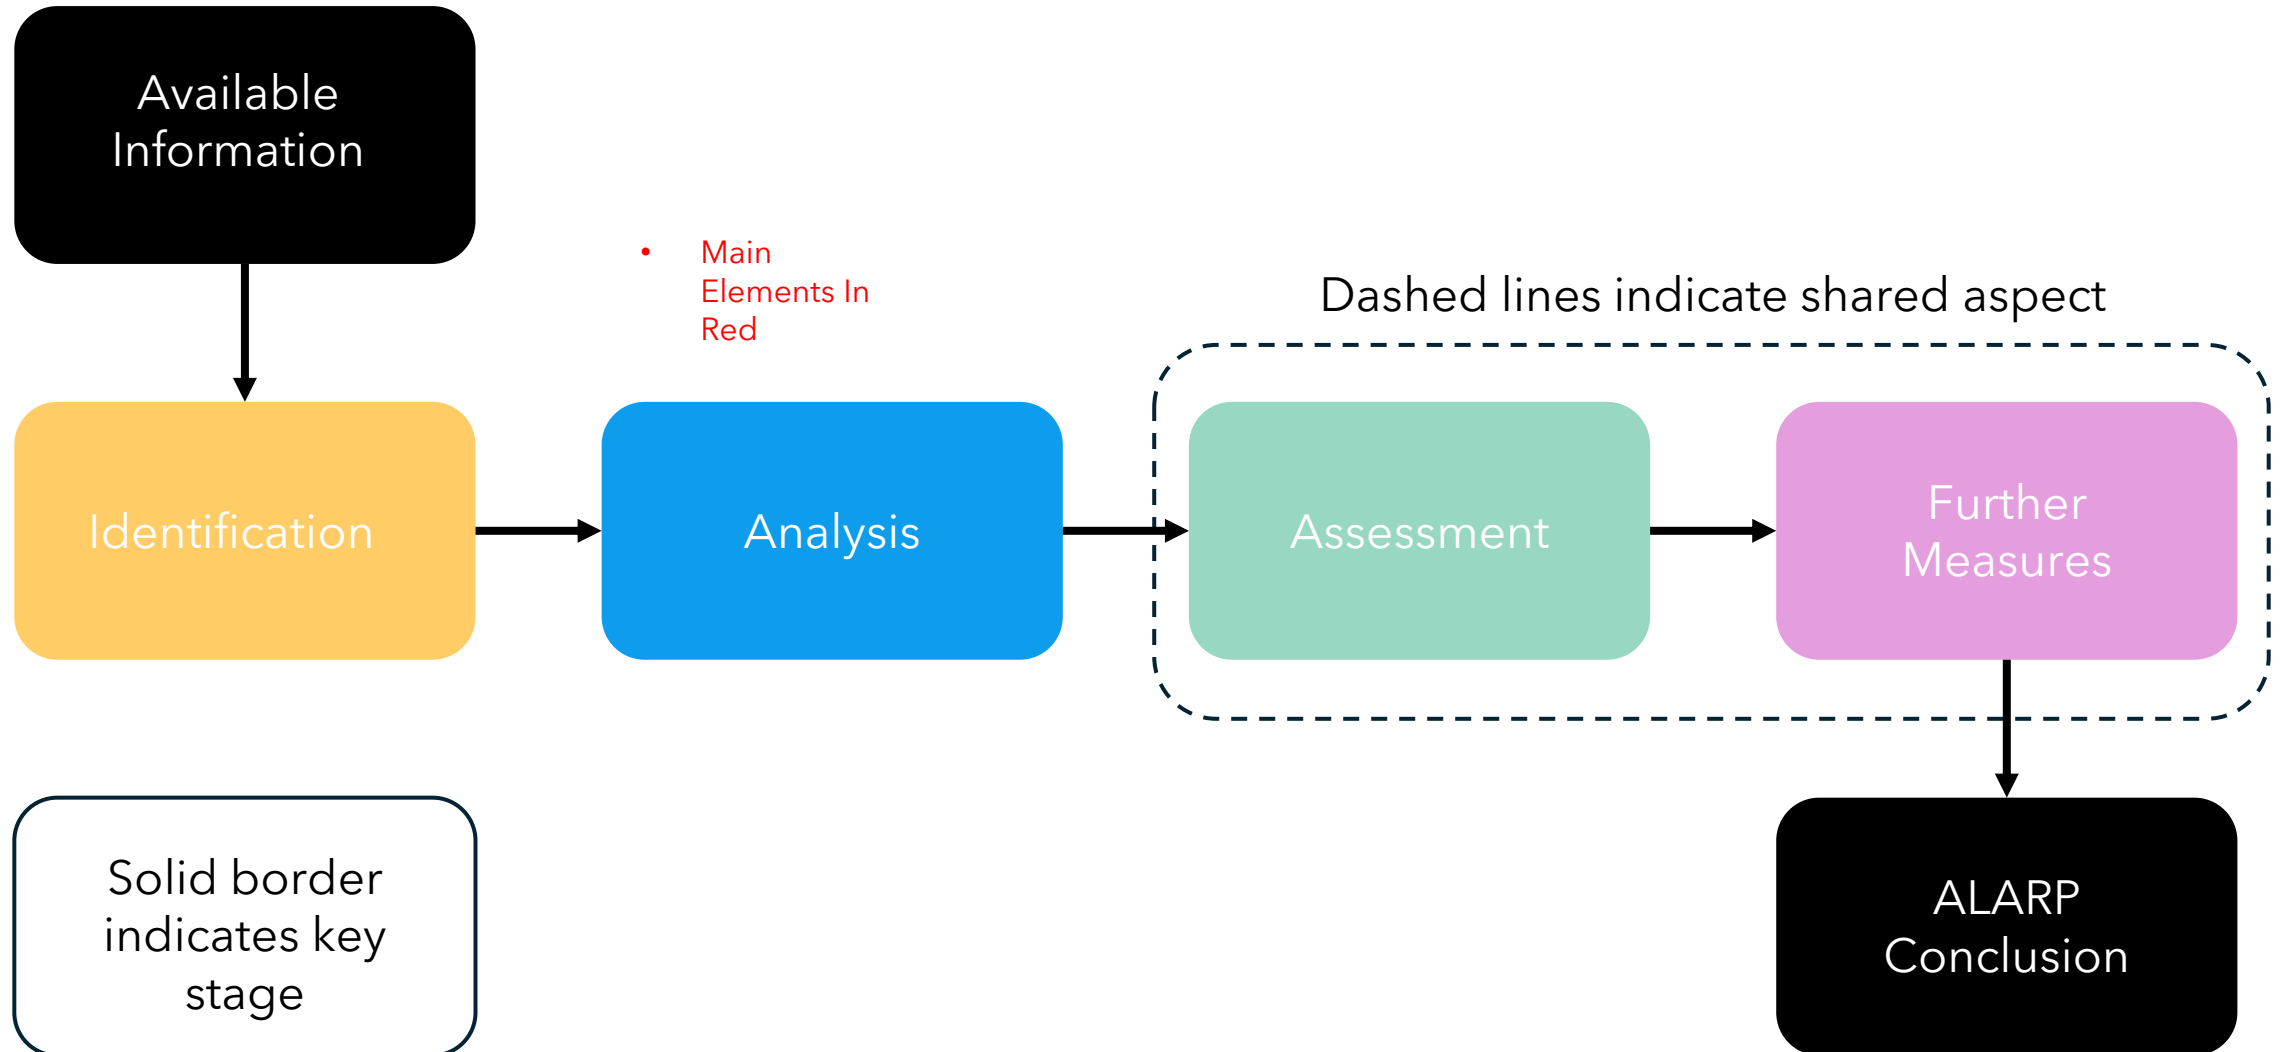 Available
Information
• Main
Elements In
Red
Dashed lines indicate shared aspect
Identification
Analysis
Assessment
Further
Measures
Solid border
indicates key
stage
ALARP
Conclusion